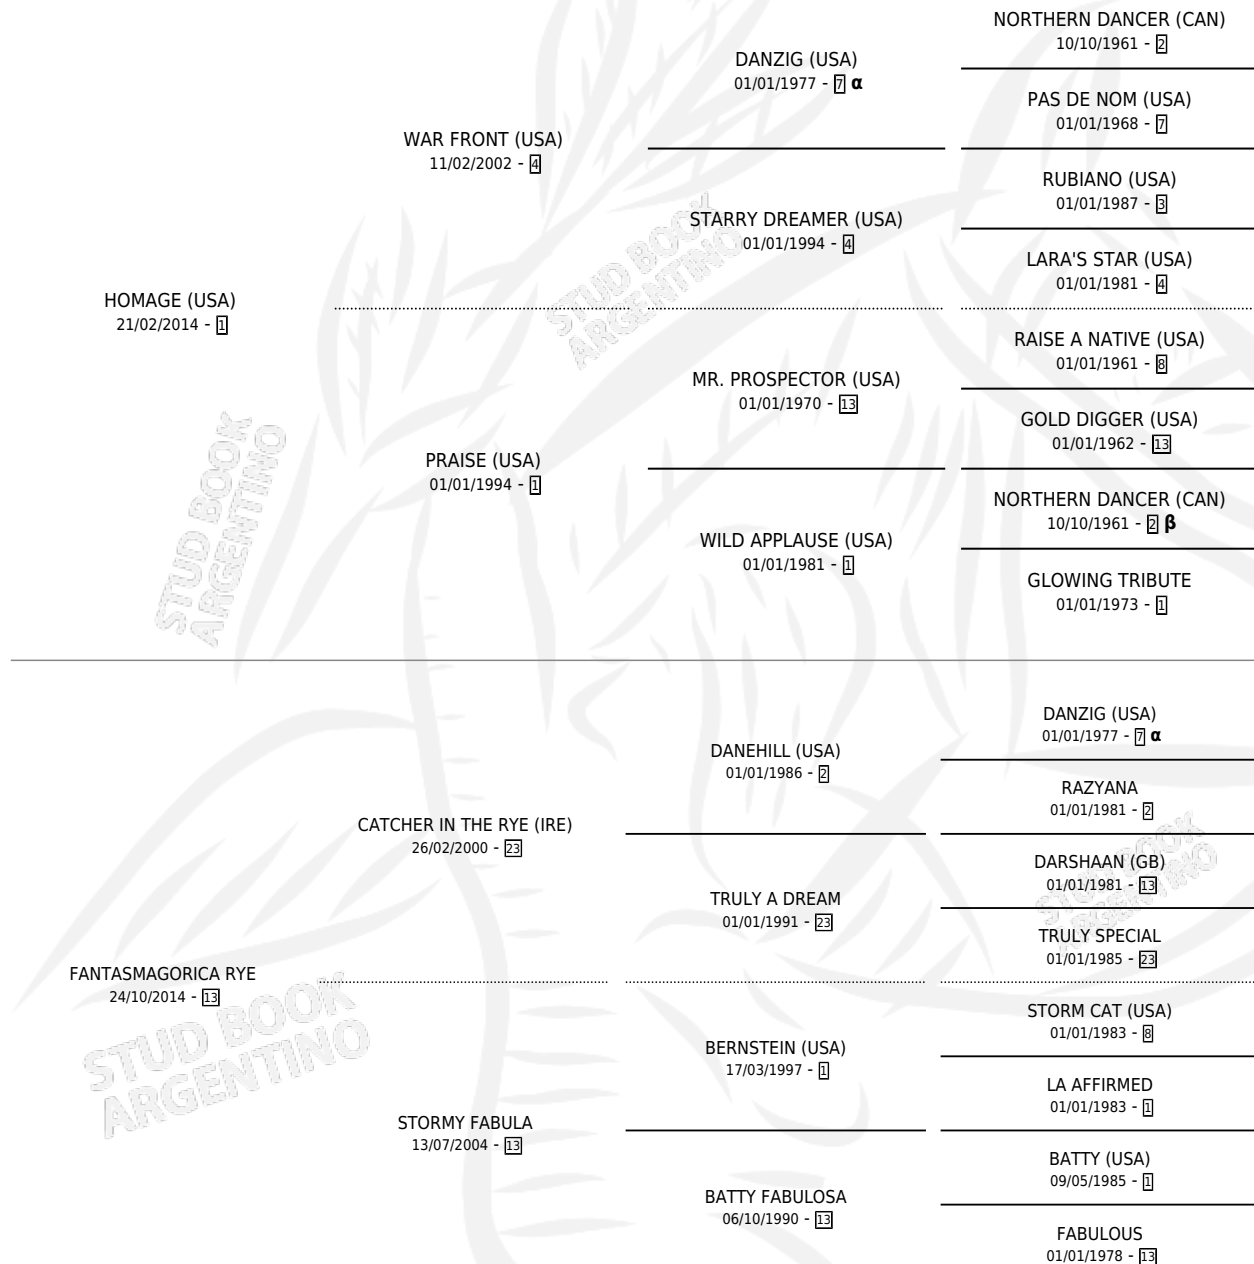 NORTHERN DANCER (CAN)
10/10/1961 - 2
DANZIG (USA)
01/01/1977 - 7 α
PAS DE NOM (USA)
01/01/1968 - 7
WAR FRONT (USA)
11/02/2002 - 4
RUBIANO (USA)
01/01/1987 - 3
STARRY DREAMER (USA)
01/01/1994 - 4
LARA'S STAR (USA)
01/01/1981 - 4
HOMAGE (USA)
21/02/2014 - 1
RAISE A NATIVE (USA)
01/01/1961 - 8
MR. PROSPECTOR (USA)
01/01/1970 - 13
GOLD DIGGER (USA)
01/01/1962 - 13
PRAISE (USA)
01/01/1994 - 1
NORTHERN DANCER (CAN)
10/10/1961 - 2 β
WILD APPLAUSE (USA)
01/01/1981 - 1
GLOWING TRIBUTE
01/01/1973 - 1
DANZIG (USA)
01/01/1977 - 7 α
DANEHILL (USA)
01/01/1986 - 2
RAZYANA
01/01/1981 - 2
CATCHER IN THE RYE (IRE)
26/02/2000 - 23
DARSHAAN (GB)
01/01/1981 - 13
TRULY A DREAM
01/01/1991 - 23
TRULY SPECIAL
01/01/1985 - 23
FANTASMAGORICA RYE
24/10/2014 - 13
STORM CAT (USA)
01/01/1983 - 8
BERNSTEIN (USA)
17/03/1997 - 1
LA AFFIRMED
01/01/1983 - 1
STORMY FABULA
13/07/2004 - 13
BATTY (USA)
09/05/1985 - 1
BATTY FABULOSA
06/10/1990 - 13
FABULOUS
01/01/1978 - 13
STUD BOOK
ARGENTINO
STUD BOOK
ARGENTINO
STUD BOOK
ARGENTINO
STUD BOOK
ARGENTINO